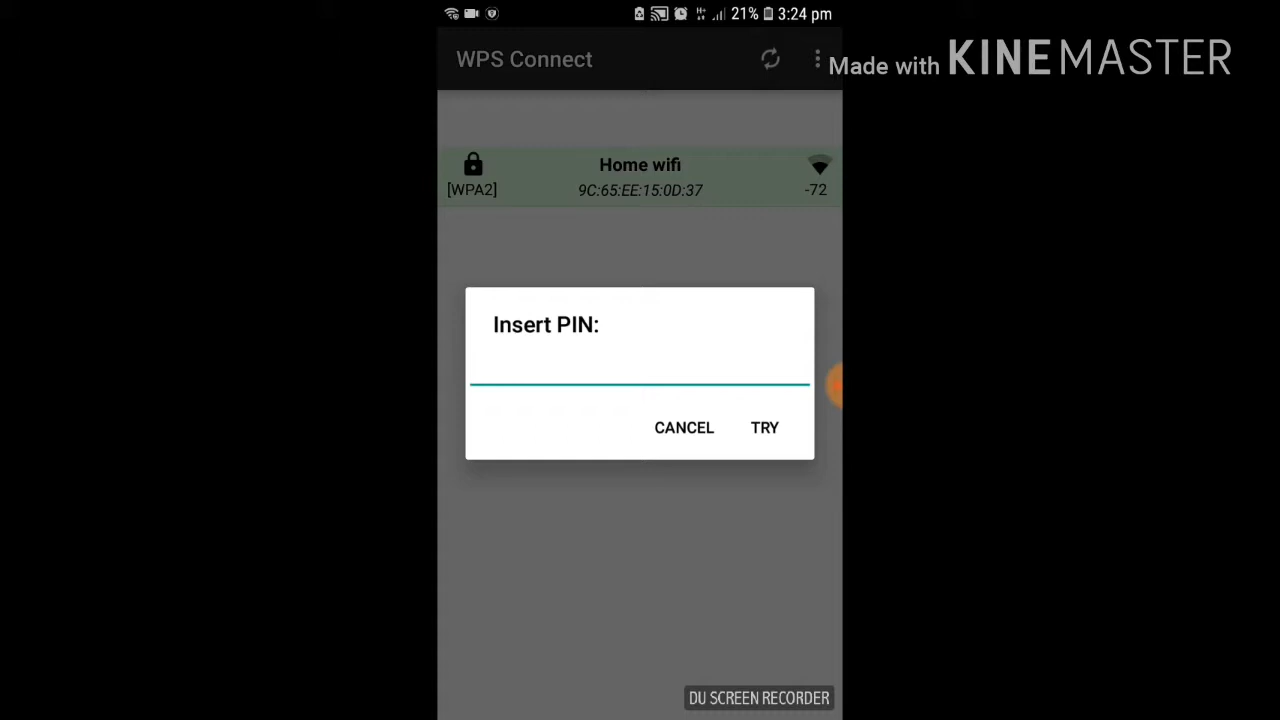 21% 3:24 pm
WPS Connect
Made with KINEMASTER
Home wifi
[WPA2] 9C:65:EE:15:0D:37 -72
Insert PIN:
CANCEL TRY
DU SCREEN RECORDER